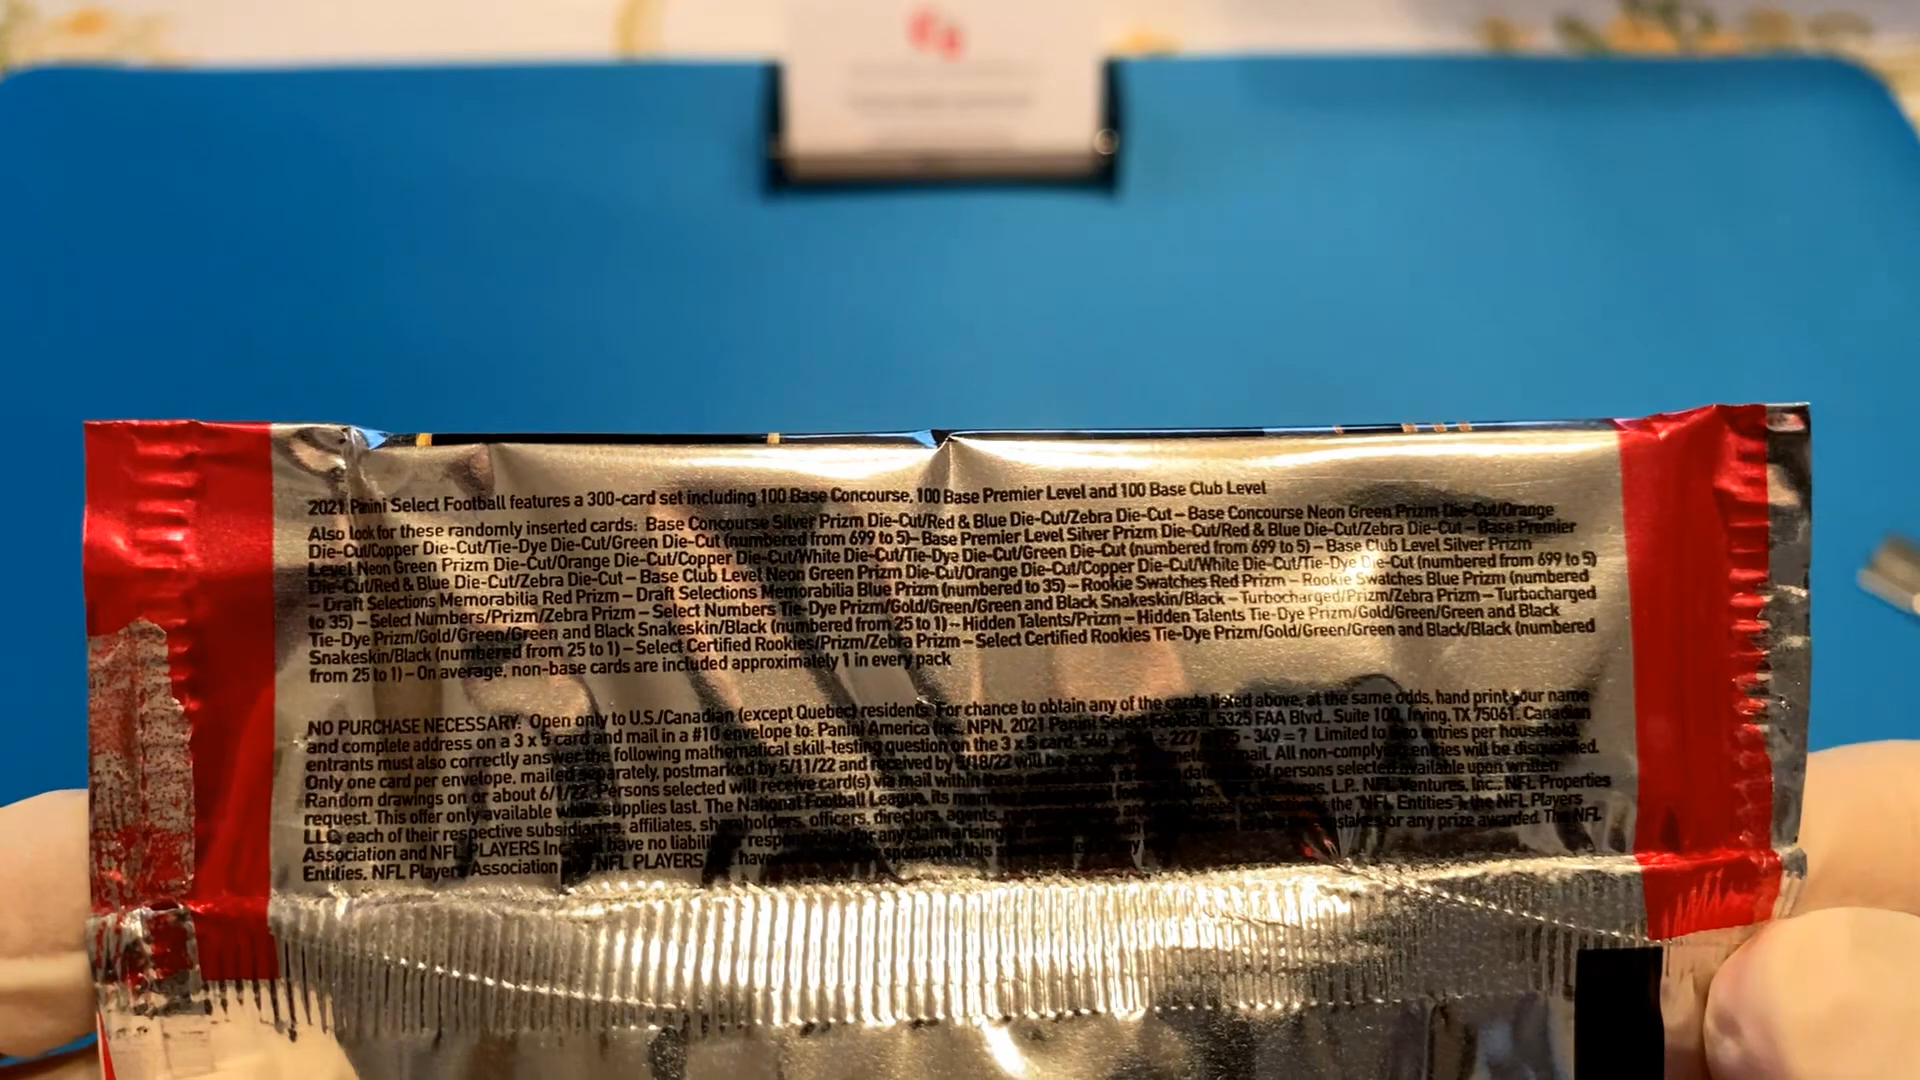 2021 Panini Select Football features a 300-card set including 100 Base Concourse, 100 Base Premier Level and 100 Base Club Level
Also look for these randomly inserted cards: Base Concourse Silver Prizm Die-Cut/Red & Blue Die-Cut/Zebra Die-Cut – Base Concourse Neon Green Prizm Die-Cut/Orange
Die-Cut/Copper Die-Cut/Tie-Dye Die-Cut/Green Die-Cut (numbered from 699 to 5)– Base Premier Level Silver Prizm Die-Cut/Red & Blue Die-Cut/Zebra Die-Cut – Base Premier
Level Neon Green Prizm Die-Cut/Orange Die-Cut/Copper Die-Cut/White Die-Cut/Tie-Dye Die-Cut/Green Die-Cut (numbered from 699 to 5) – Base Club Level Silver Prizm
Die-Cut/Red & Blue Die-Cut/Zebra Die-Cut – Base Club Level Neon Green Prizm Die-Cut/Orange Die-Cut/Copper Die-Cut/White Die-Cut/Tie-Dye Die-Cut (numbered from 699 to 5)
– Draft Selections Memorabilia Red Prizm – Draft Selections Memorabilia Blue Prizm (numbered to 35) – Rookie Swatches Red Prizm – Rookie Swatches Blue Prizm (numbered
to 35) – Select Numbers/Prizm/Zebra Prizm – Select Numbers Tie-Dye Prizm/Gold/Green/Green and Black Snakeskin/Black – Turbocharged/Prizm/Zebra Prizm – Turbocharged
Tie-Dye Prizm/Gold/Green/Green and Black Snakeskin/Black (numbered from 25 to 1) – Hidden Talents/Prizm – Hidden Talents Tie-Dye Prizm/Gold/Green/Green and Black
Snakeskin/Black (numbered from 25 to 1) – Select Certified Rookies/Prizm/Zebra Prizm – Select Certified Rookies Tie-Dye Prizm/Gold/Green/Green and Black/Black (numbered
from 25 to 1) – On average, non-base cards are included approximately 1 in every pack
NO PURCHASE NECESSARY. Open only to U.S./Canadian (except Quebec) residents. For chance to obtain any of the cards listed above, at the same odds, hand print your name
and complete address on a 3 x 5 card and mail in a #10 envelope to: Panini America Inc., NPN, 2021 Panini Select Football, 5325 FAA Blvd., Suite 100, Irving, TX 75061. Canadian
entrants must also correctly answer the following mathematical skill-testing question on the 3 x 5 card: ÷ 227 - 349 = ? Limited to two entries per household.
Only one card per envelope, mailed separately, postmarked by 5/11/22 and received by 5/18/22 will be mail. All non-complying entries will be disqualified.
Random drawings on or about 6/1/22. Persons selected will receive card(s) via mail within three of persons selected available upon written
request. This offer only available while supplies last. The National Football League, its L.P., NFL Ventures, Inc., NFL Properties
LLC, each of their respective subsidiaries, affiliates, shareholders, officers, directors, agents, the "NFL Entities"), the NFL Players
Association and NFL PLAYERS Inc. have no liability or responsibility for any claim arising or any prize awarded. The NFL
Entities, NFL Players Association NFL PLAYERS have sponsored this